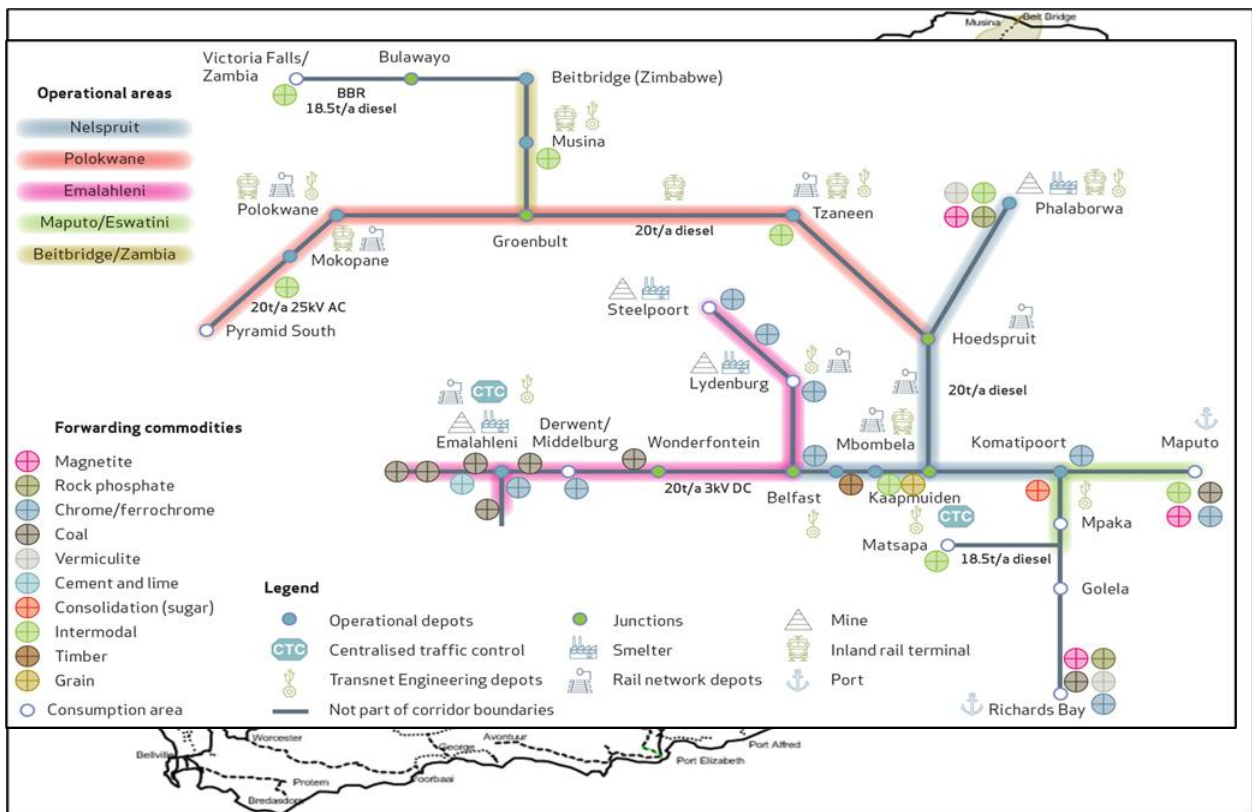 Musina
Beit Bridge
Victoria Falls/
Zambia
Bulawayo
Beitbridge (Zimbabwe)
BBR
18.5t/a diesel
Operational areas
Nelspruit
Polokwane
Emalahleni
Maputo/Eswatini
Beitbridge/Zambia
Musina
Polokwane
Groenbult
20t/a diesel
Tzaneen
Phalaborwa
Mokopane
20t/a 25kV AC
Pyramid South
Steelpoort
Hoedspruit
Lydenburg
20t/a diesel
CTC
Emalahleni
Derwent/
Middelburg
Wonderfontein
Mbombela
Komatipoort
Maputo
20t/a 3kV DC
Belfast
Kaapmuiden
CTC
Mpaka
Matsapa
18.5t/a diesel
Golela
Richards Bay
Forwarding commodities
Magnetite
Rock phosphate
Chrome/ferrochrome
Coal
Vermiculite
Cement and lime
Consolidation (sugar)
Intermodal
Timber
Grain
Consumption area
Legend
Operational depots
Junctions
Mine
CTC
Centralised traffic control
Smelter
Inland rail terminal
Transnet Engineering depots
Rail network depots
Port
Not part of corridor boundaries
Worcester
Bellville
George
Avontuur
Port Alfred
Port Elizabeth
Voorbaai
Protem
Bredasdorp